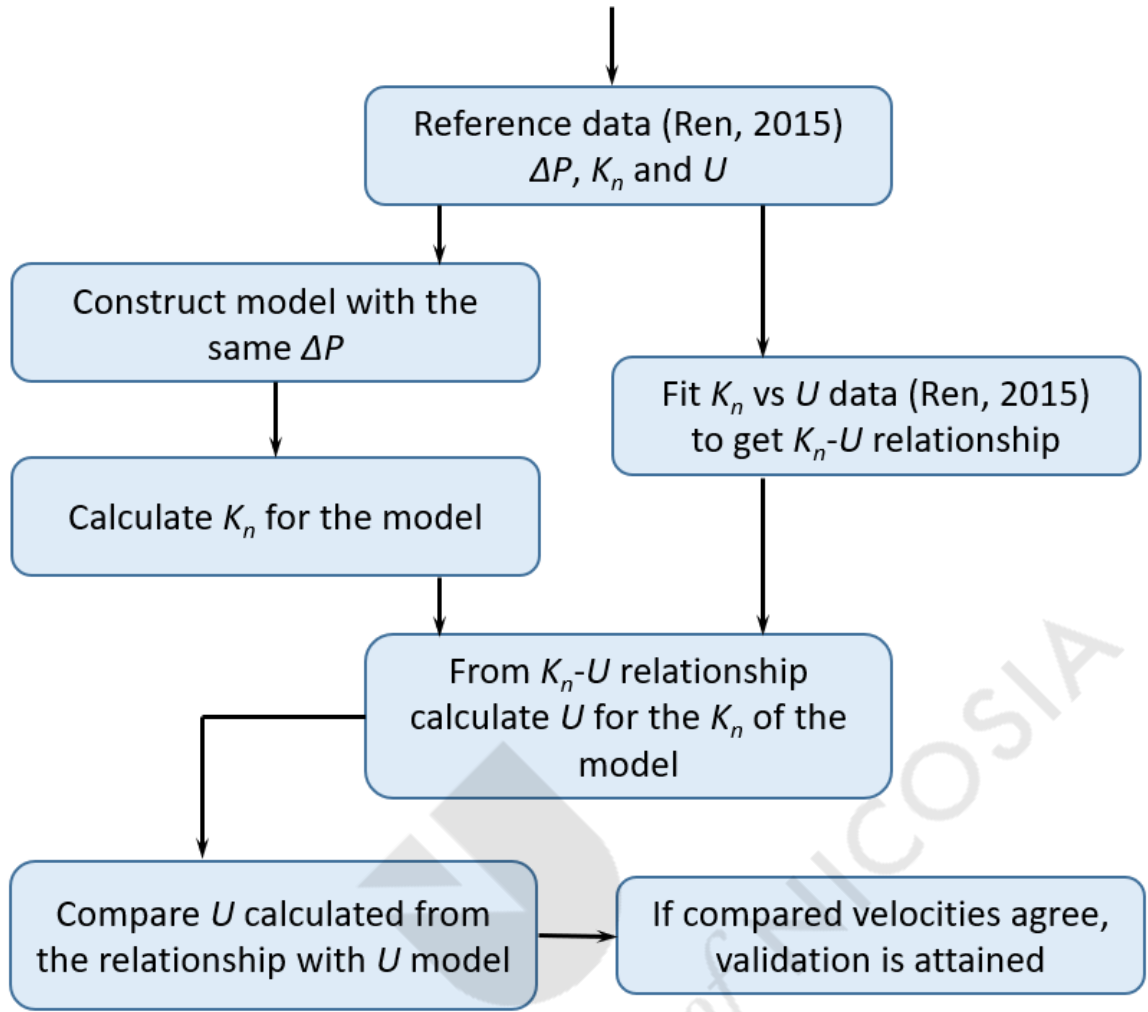 Reference data (Ren, 2015)
ΔP, Kₙ and U
Construct model with the
same ΔP
Fit Kₙ vs U data (Ren, 2015)
to get Kₙ-U relationship
Calculate Kₙ for the model
From Kₙ-U relationship
calculate U for the Kₙ of the
model
Compare U calculated from
the relationship with U model
If compared velocities agree,
validation is attained
of NICOSIA